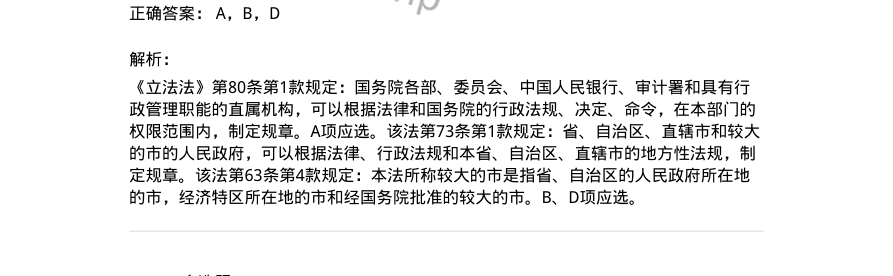 正确答案： A，B，D
解析：
《立法法》第80条第1款规定：国务院各部、委员会、中国人民银行、审计署和具有行
政管理职能的直属机构，可以根据法律和国务院的行政法规、决定、命令，在本部门的
权限范围内，制定规章。A项应选。该法第73条第1款规定：省、自治区、直辖市和较大
的市的人民政府，可以根据法律、行政法规和本省、自治区、直辖市的地方性法规，制
定规章。该法第63条第4款规定：本法所称较大的市是指省、自治区的人民政府所在地
的市，经济特区所在地的市和经国务院批准的较大的市。B、D项应选。